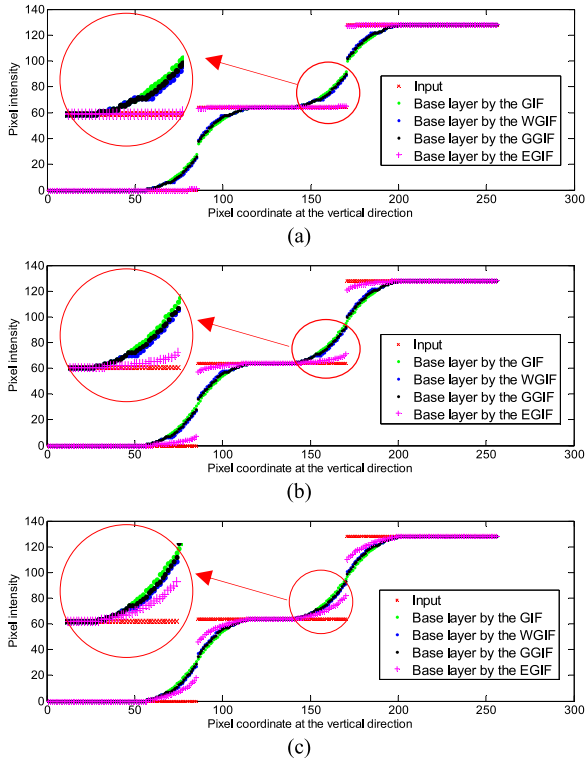 140
120
100
80
60
40
20
0
Pixel intensity
Input
Base layer by the GIF
Base layer by the WGIF
Base layer by the GGIF
Base layer by the EGIF
0 50 100 150 200 250 300
Pixel coordinate at the vertical direction
(a)
140
120
100
80
60
40
20
0
Pixel intensity
Input
Base layer by the GIF
Base layer by the WGIF
Base layer by the GGIF
Base layer by the EGIF
0 50 100 150 200 250 300
Pixel coordinate at the vertical direction
(b)
140
120
100
80
60
40
20
0
Pixel intensity
Input
Base layer by the GIF
Base layer by the WGIF
Base layer by the GGIF
Base layer by the EGIF
0 50 100 150 200 250 300
Pixel coordinate at the vertical direction
(c)